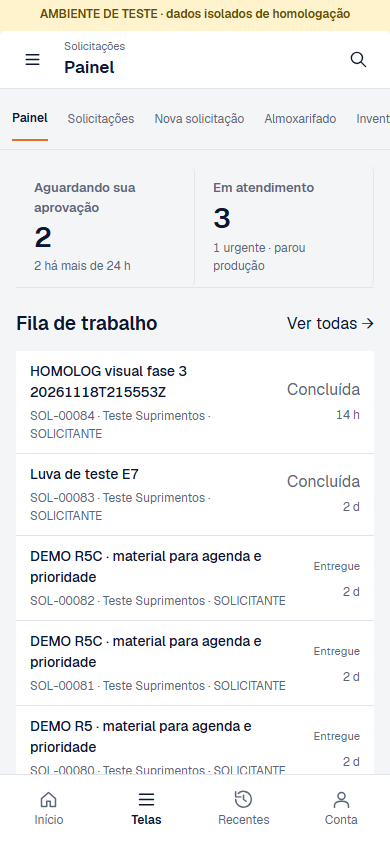 AMBIENTE DE TESTE · dados isolados de homologação
Solicitações
Painel
Painel Solicitações Nova solicitação Almoxarifado Invent
Aguardando sua
aprovação
2
2 há mais de 24 h
Em atendimento
3
1 urgente · parou
produção
Fila de trabalho
Ver todas →
HOMOLOG visual fase 3
20261118T215553Z
SOL-00084 · Teste Suprimentos ·
SOLICITANTE
Concluída
14 h
Luva de teste E7
SOL-00083 · Teste Suprimentos ·
SOLICITANTE
Concluída
2 d
DEMO R5C · material para agenda e
prioridade
SOL-00082 · Teste Suprimentos · SOLICITANTE
Entregue
2 d
DEMO R5C · material para agenda e
prioridade
SOL-00081 · Teste Suprimentos · SOLICITANTE
Entregue
2 d
DEMO R5 · material para agenda e
prioridade
SOL-00080 · Teste Suprimentos · SOLICITANTE
Entregue
2 d
Início Telas Recentes Conta